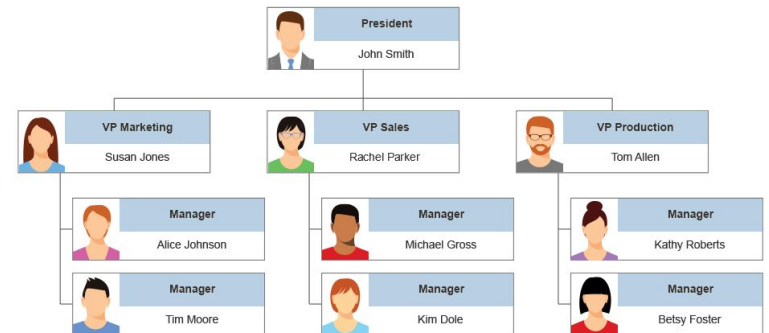 President
John Smith
VP Marketing
Susan Jones
VP Sales
Rachel Parker
VP Production
Tom Allen
Manager
Alice Johnson
Manager
Michael Gross
Manager
Kathy Roberts
Manager
Tim Moore
Manager
Kim Dole
Manager
Betsy Foster